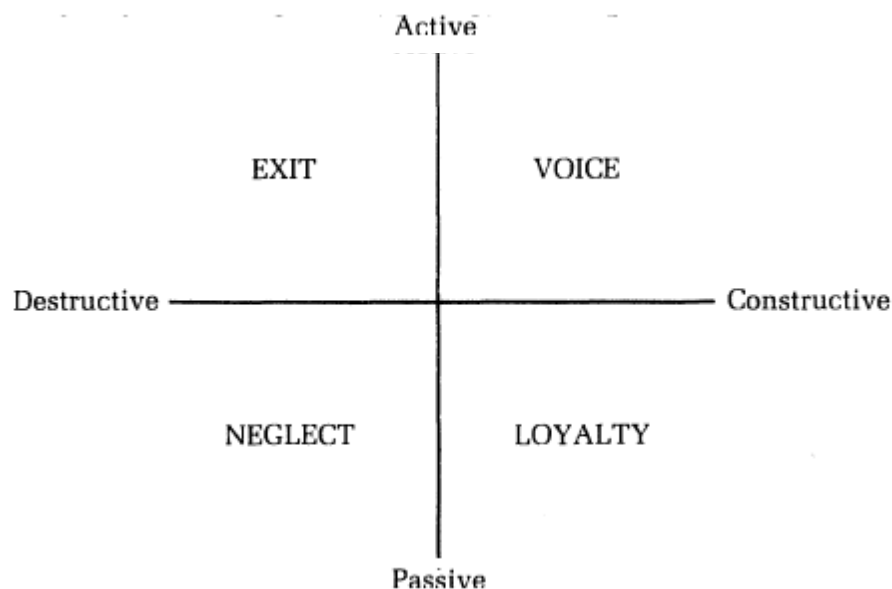 Active
EXIT VOICE
Destructive Constructive
NEGLECT LOYALTY
Passive